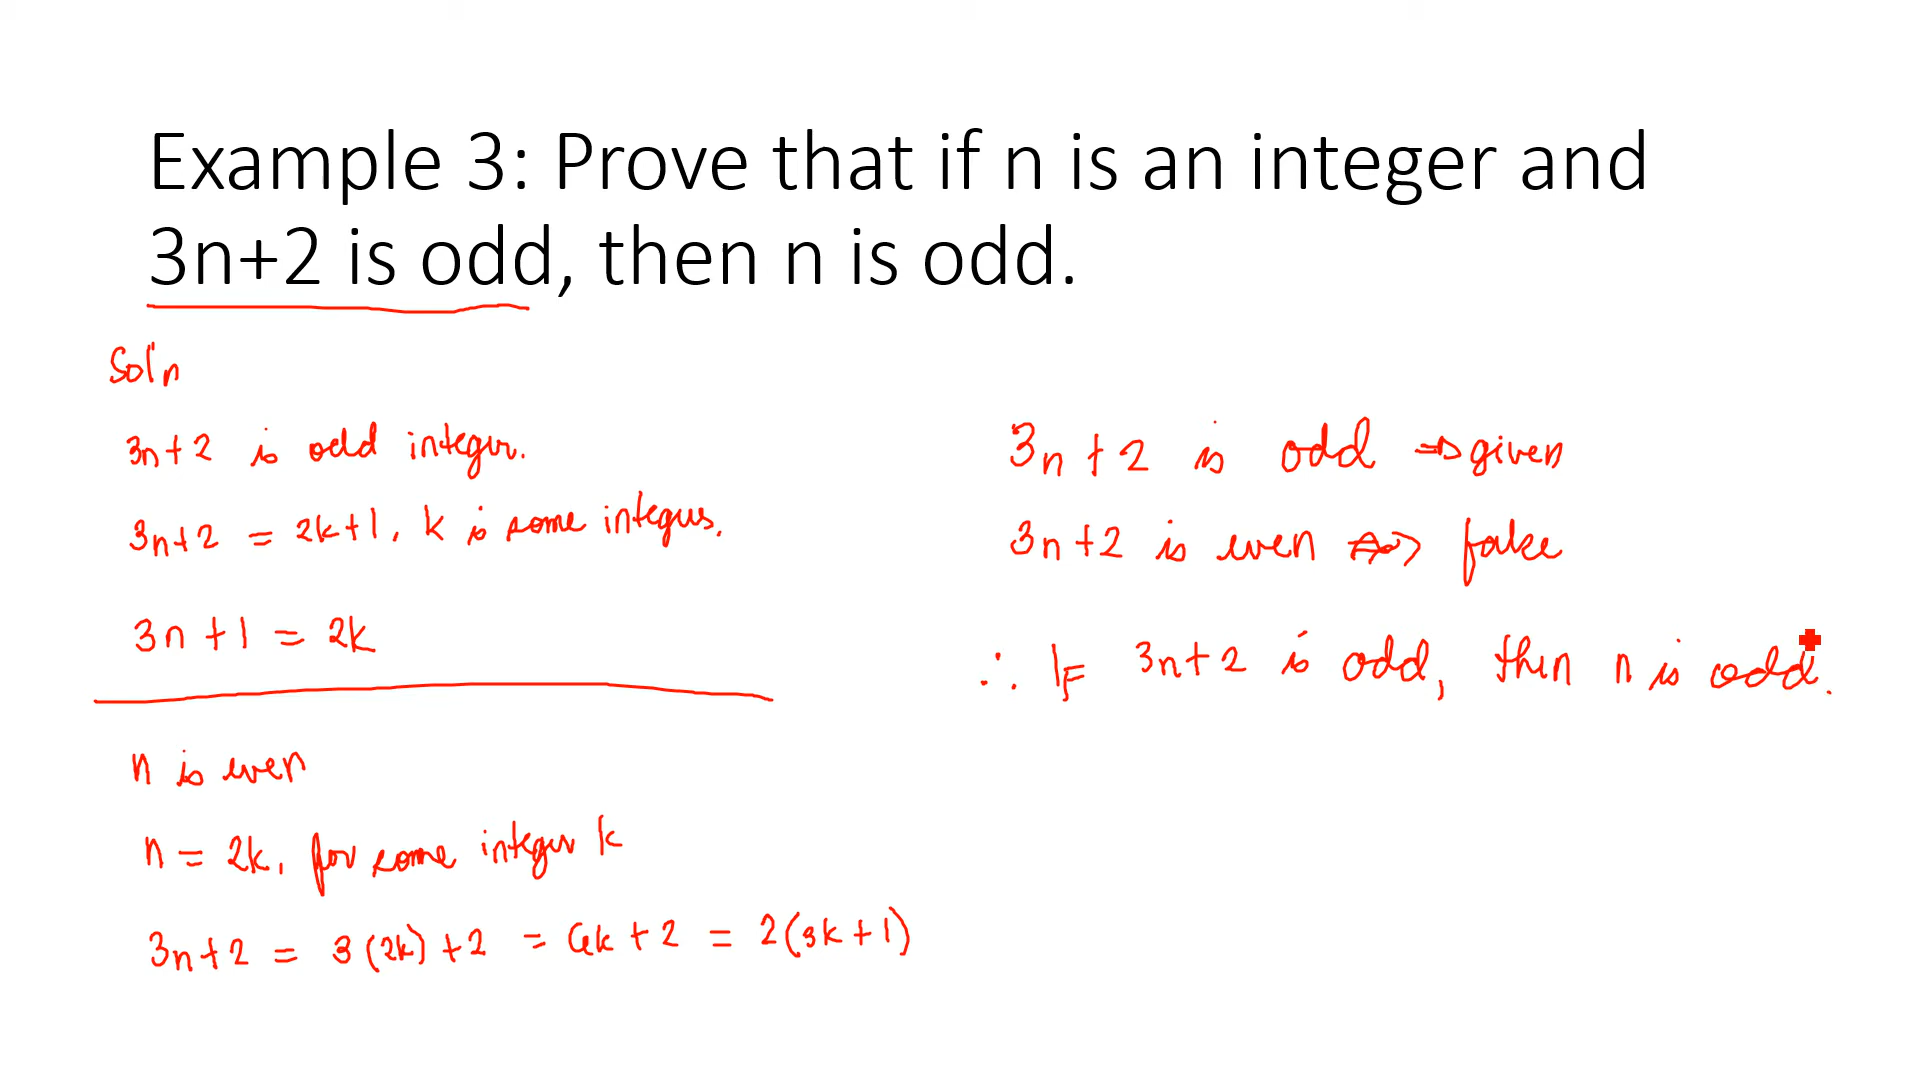 Example 3: Prove that if n is an integer and
3n+2 is odd, then n is odd.
Sol'n
3n+2 is odd integer.
3n+2 = 2k+1, k is some integers.
3n+1 = 2k
n is even
n = 2k, for some integer k
3n+2 = 3(2k)+2 = 6k+2 = 2(3k+1)
3n+2 is odd ⇒ given
3n+2 is even ⇒ false
∴ IF 3n+2 is odd, then n is odd.